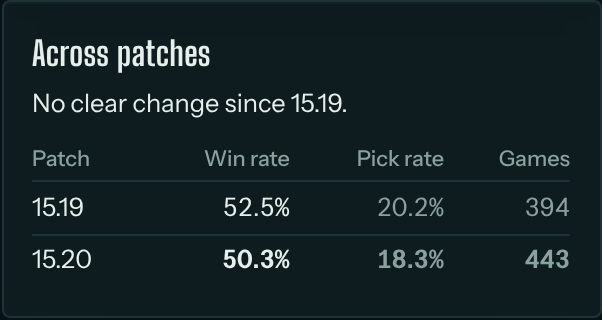 Across patches
No clear change since 15.19.
Patch Win rate Pick rate Games
15.19 52.5% 20.2% 394
15.20 50.3% 18.3% 443